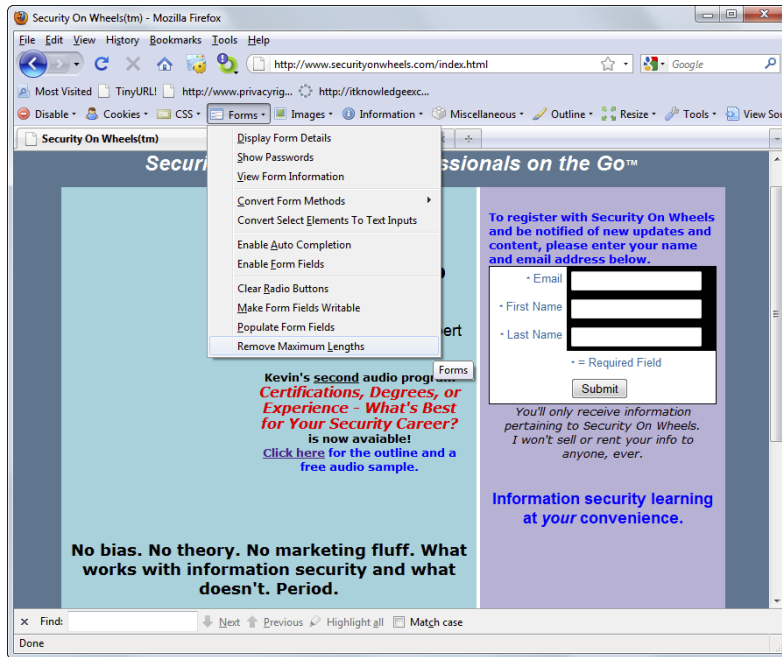 Security On Wheels(tm) - Mozilla Firefox
File Edit View History Bookmarks Tools Help
http://www.securityonwheels.com/index.html
Google
Most Visited TinyURL! http://www.privacyrig... http://itknowledgeexc...
Disable Cookies CSS Forms Images Information Miscellaneous Outline Resize Tools View Sou
Security On Wheels(tm)
Display Form Details
Show Passwords
View Form Information
Convert Form Methods
Convert Select Elements To Text Inputs
Enable Auto Completion
Enable Form Fields
Clear Radio Buttons
Make Form Fields Writable
Populate Form Fields
Remove Maximum Lengths
Forms
Securi
ssionals on the Go™
ert
Kevin's second audio program
Certifications, Degrees, or
Experience - What's Best
for Your Security Career?
is now avaiable!
Click here for the outline and a
free audio sample.
No bias. No theory. No marketing fluff. What
works with information security and what
doesn't. Period.
To register with Security On Wheels
and be notified of new updates and
content, please enter your name
and email address below.
• Email
• First Name
• Last Name
• = Required Field
Submit
You'll only receive information
pertaining to Security On Wheels.
I won't sell or rent your info to
anyone, ever.
Information security learning
at your convenience.
× Find: Next Previous Highlight all Match case
Done